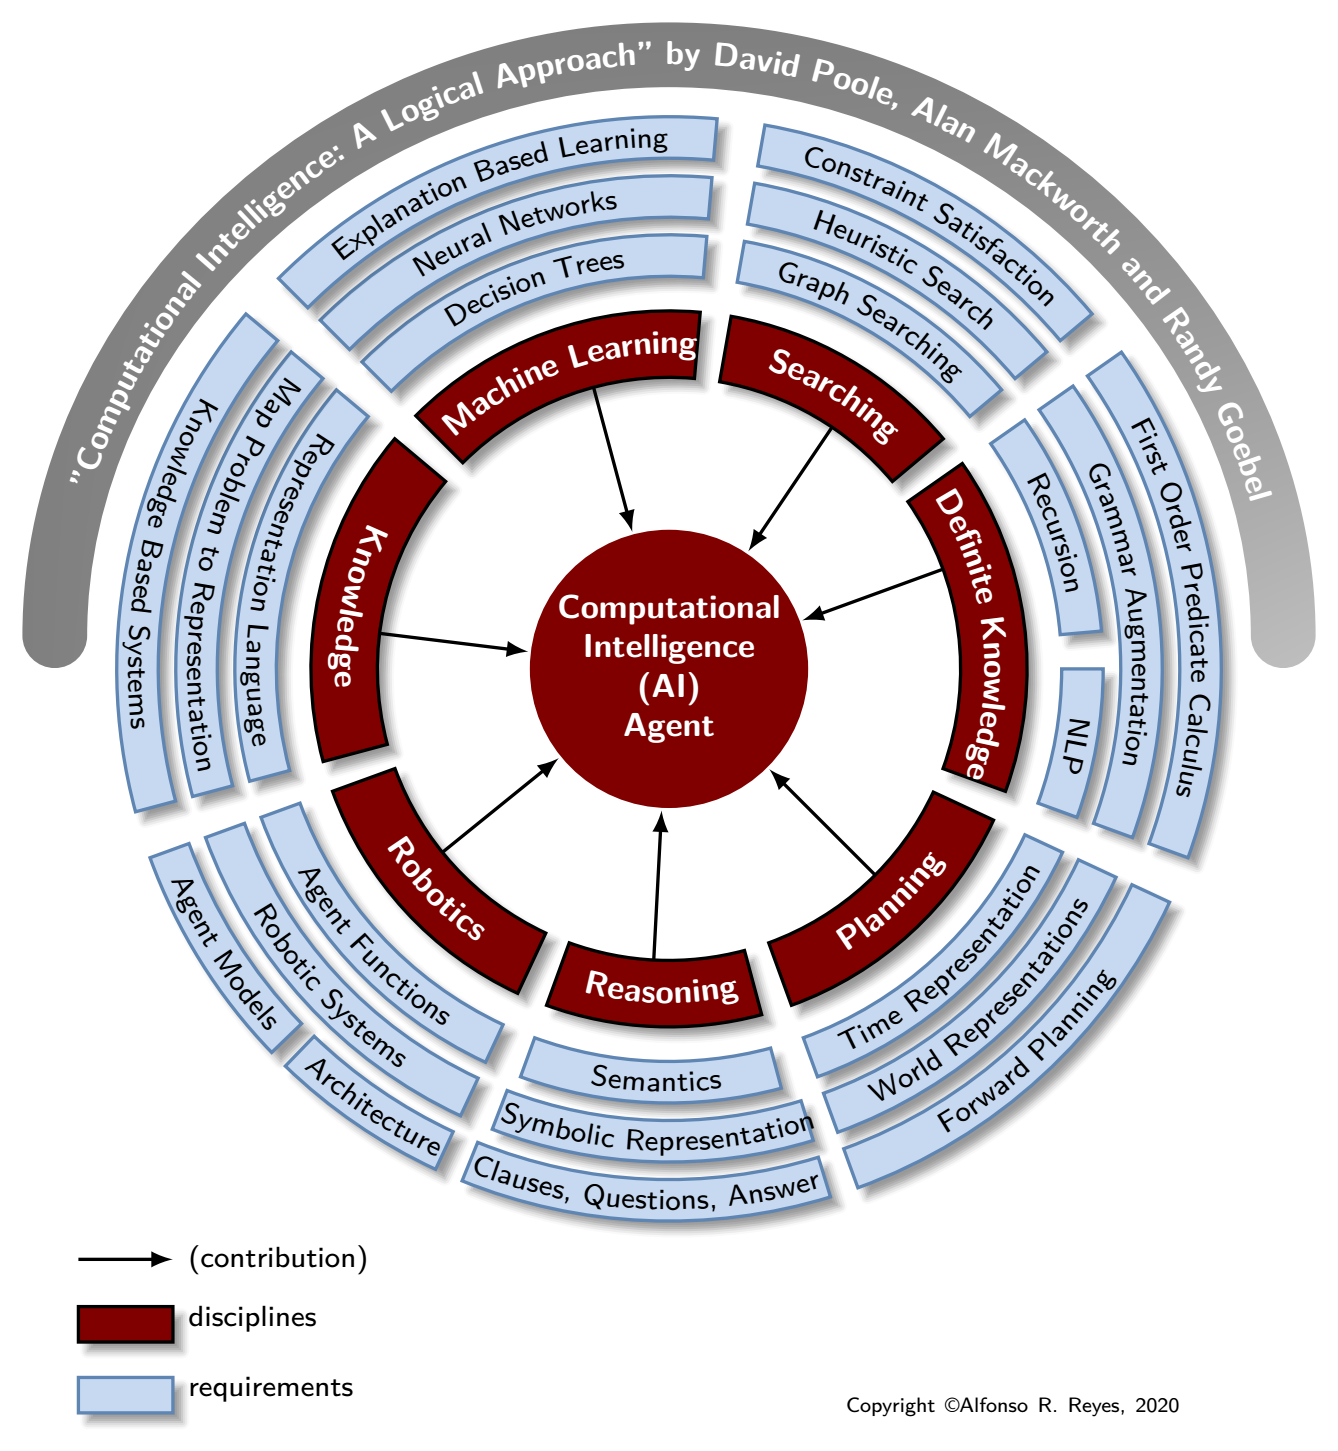 ”Computational Intelligence: A Logical Approach” by David Poole, Alan Mackworth and Randy Goebel
Explanation Based Learning
Neural Networks
Decision Trees
Machine Learning
Constraint Satisfaction
Heuristic Search
Graph Searching
Searching
First Order Predicate Calculus
Grammar Augmentation
Recursion
NLP
Definite Knowledge
Knowledge Based Systems
Map Problem to Representation
Representation Language
Knowledge
Computational
Intelligence
(AI)
Agent
Agent Models
Architecture
Robotic Systems
Agent Functions
Robotics
Reasoning
Semantics
Symbolic Representation
Clauses, Questions, Answer
Planning
Time Representation
World Representations
Forward Planning
(contribution)
disciplines
requirements
Copyright ©Alfonso R. Reyes, 2020